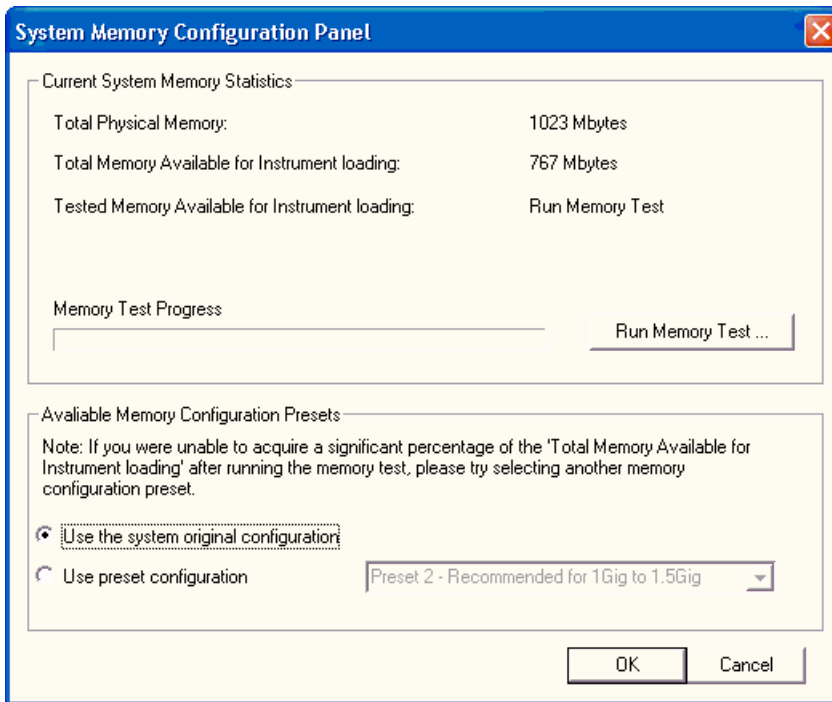 System Memory Configuration Panel
Current System Memory Statistics
Total Physical Memory: 1023 Mbytes
Total Memory Available for Instrument loading: 767 Mbytes
Tested Memory Available for Instrument loading: Run Memory Test
Memory Test Progress
Run Memory Test ...
Avaliable Memory Configuration Presets
Note: If you were unable to acquire a significant percentage of the 'Total Memory Available for
Instrument loading' after running the memory test, please try selecting another memory
configuration preset.
Use the system original configuration
Use preset configuration Preset 2 - Recommended for 1Gig to 1.5Gig
OK Cancel